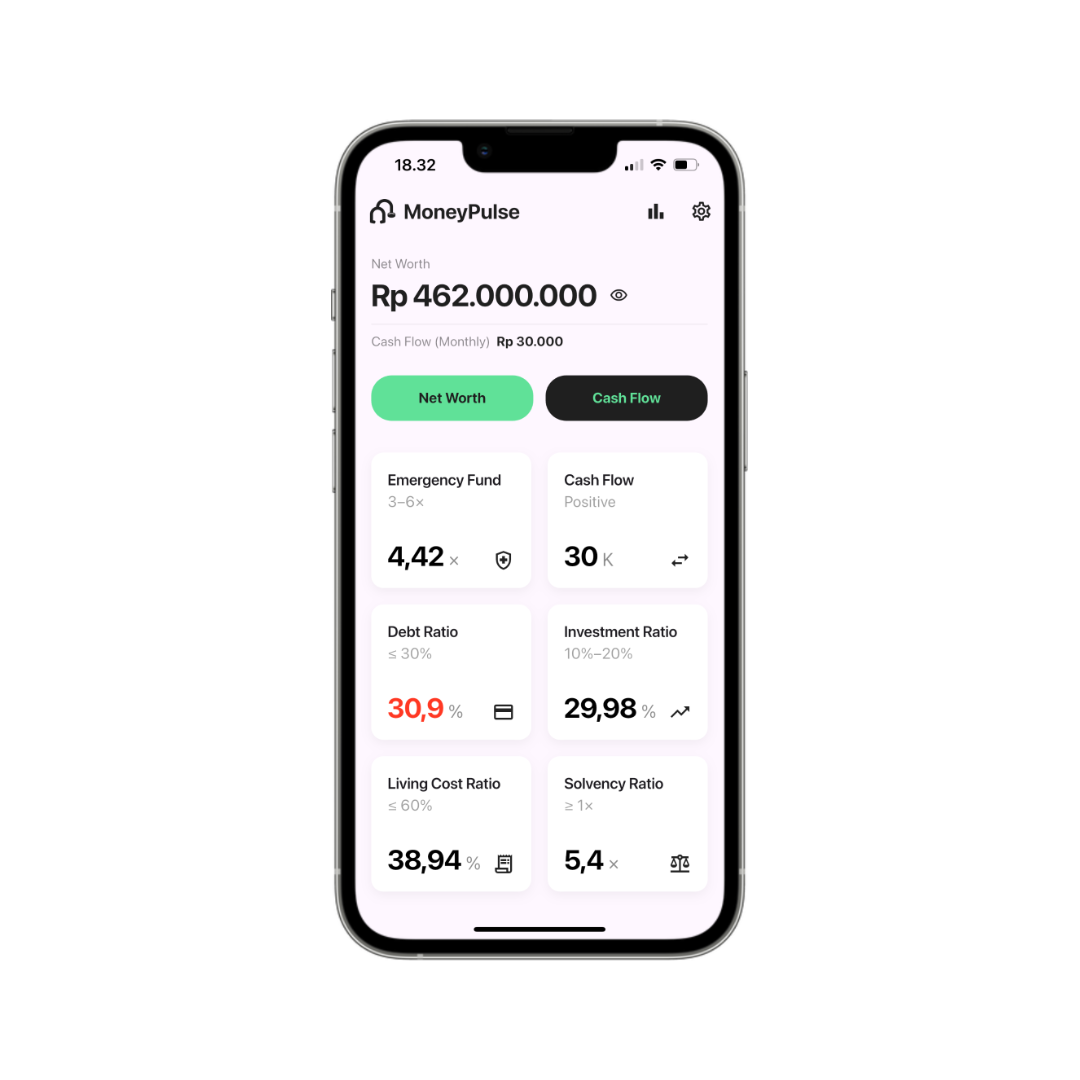 18.32
MoneyPulse
Net Worth
Rp 462.000.000
Cash Flow (Monthly) Rp 30.000
Net Worth Cash Flow
Emergency Fund
3–6×
4,42 ×
Cash Flow
Positive
30 K
Debt Ratio
≤ 30%
30,9 %
Investment Ratio
10%–20%
29,98 %
Living Cost Ratio
≤ 60%
38,94 %
Solvency Ratio
≥ 1×
5,4 ×